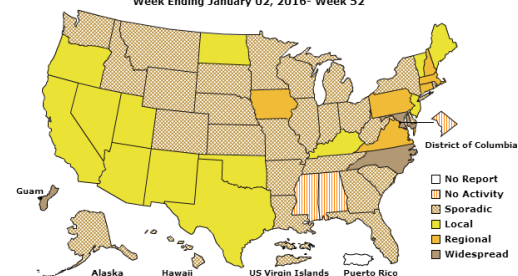 Week Ending January 02, 2016- Week 52
District of Columbia
No Report
No Activity
Sporadic
Local
Regional
Widespread
Guam
Alaska
Hawaii
US Virgin Islands
Puerto Rico